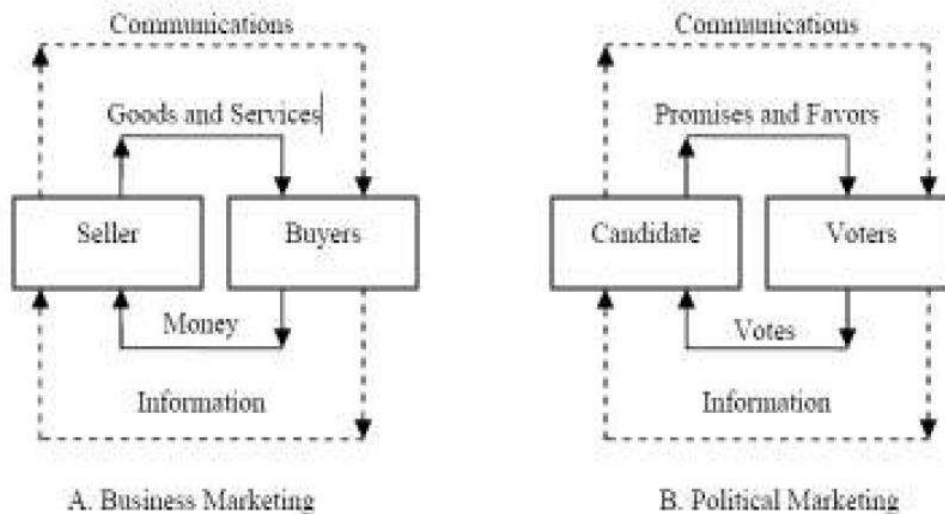 Communications
Goods and Services
Seller
Buyers
Money
Information
A. Business Marketing
Communications
Promises and Favors
Candidate
Voters
Votes
Information
B. Political Marketing